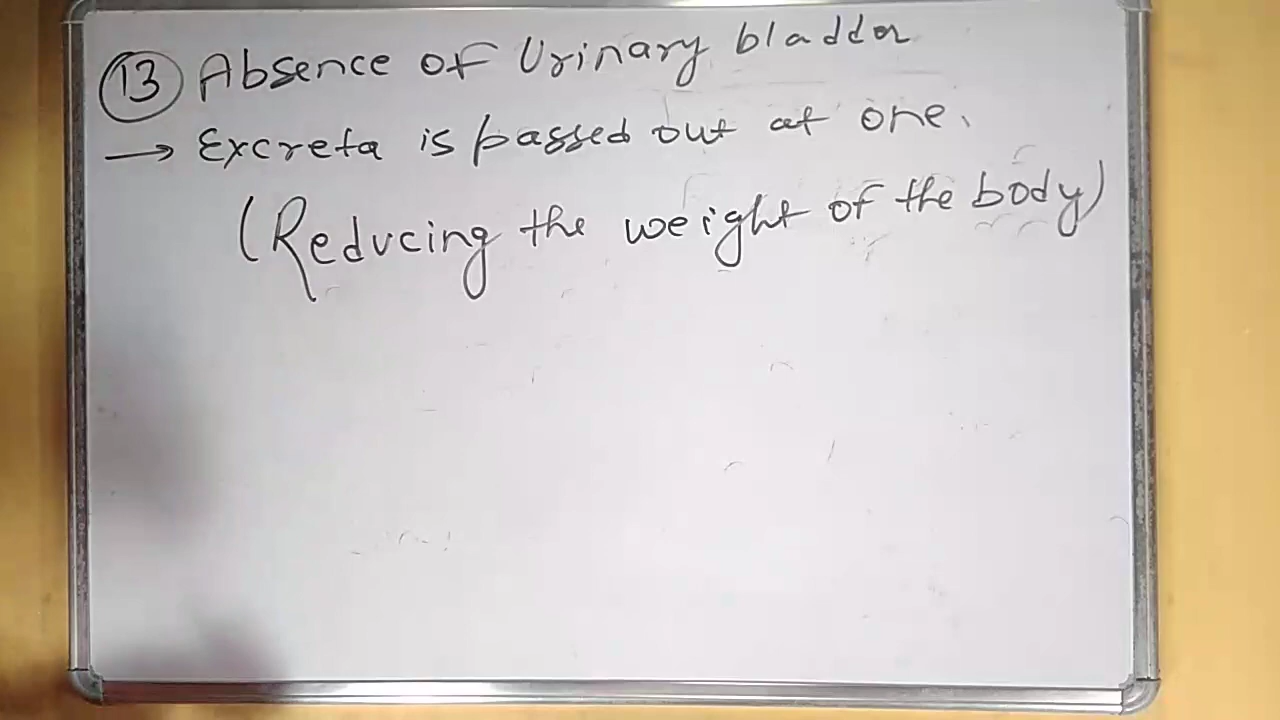 13 Absence of Urinary bladder
→ Excreta is passed out at one.
(Reducing the weight of the body)